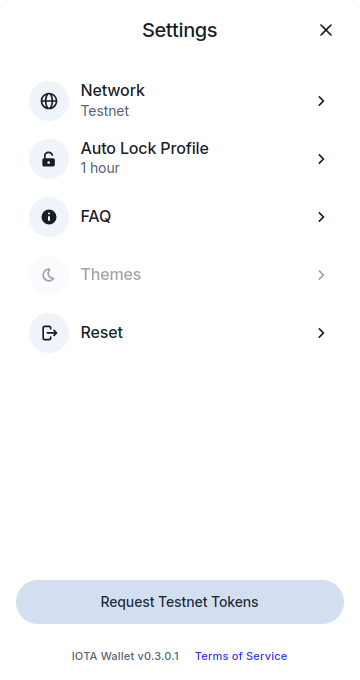 Settings
Network
Testnet
Auto Lock Profile
1 hour
FAQ
Themes
Reset
Request Testnet Tokens
IOTA Wallet v0.3.0.1 Terms of Service